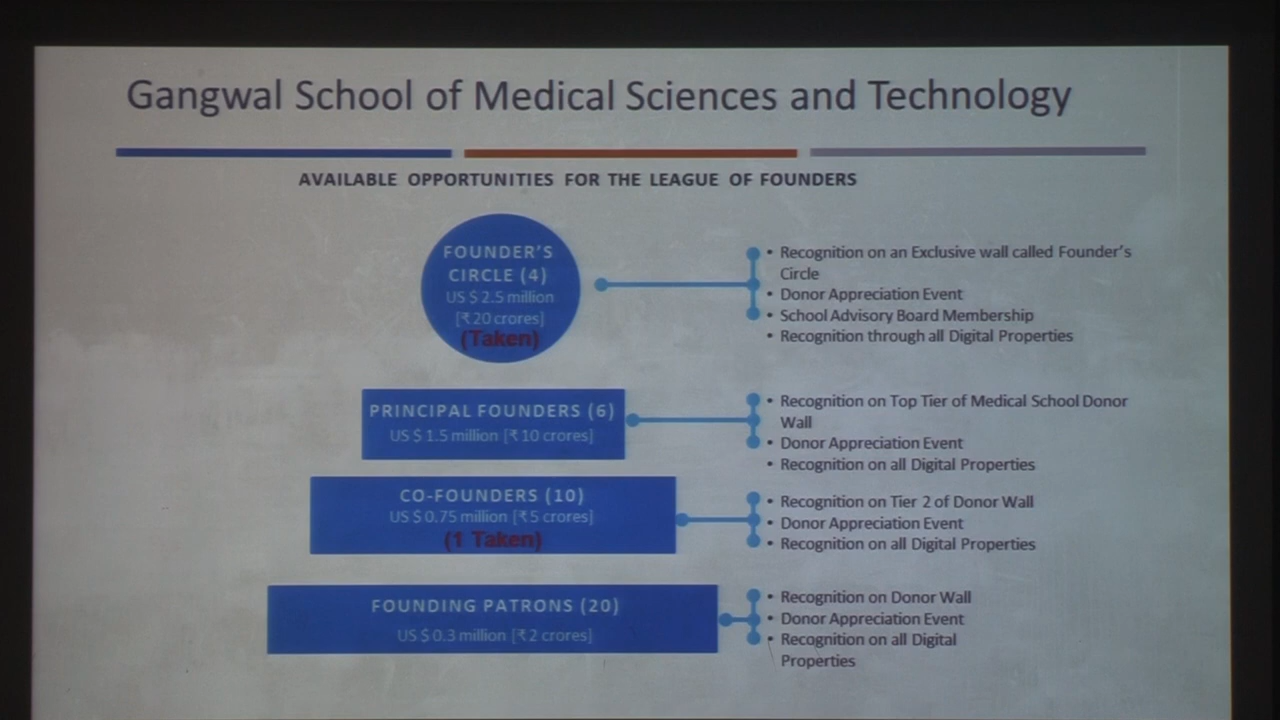 Gangwal School of Medical Sciences and Technology
AVAILABLE OPPORTUNITIES FOR THE LEAGUE OF FOUNDERS
FOUNDER'S
CIRCLE (4)
US $ 2.5 million
[₹ 20 crores]
(Taken)
• Recognition on an Exclusive wall called Founder's
Circle
• Donor Appreciation Event
• School Advisory Board Membership
• Recognition through all Digital Properties
PRINCIPAL FOUNDERS (6)
US $ 1.5 million [₹ 10 crores]
• Recognition on Top Tier of Medical School Donor
Wall
• Donor Appreciation Event
• Recognition on all Digital Properties
CO-FOUNDERS (10)
US $ 0.75 million [₹ 5 crores]
(1 Taken)
• Recognition on Tier 2 of Donor Wall
• Donor Appreciation Event
• Recognition on all Digital Properties
FOUNDING PATRONS (20)
US $ 0.3 million [₹ 2 crores]
• Recognition on Donor Wall
• Donor Appreciation Event
• Recognition on all Digital
Properties